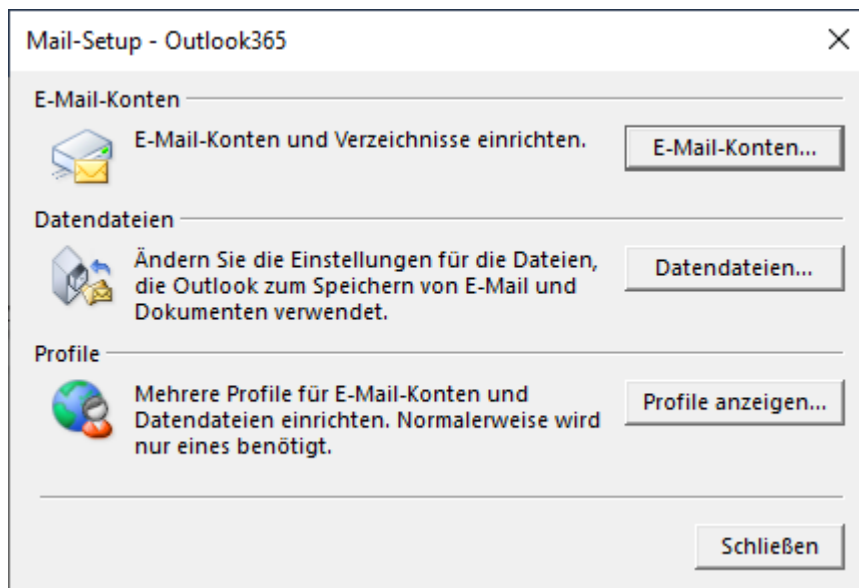 Mail-Setup - Outlook365
E-Mail-Konten
E-Mail-Konten und Verzeichnisse einrichten.
E-Mail-Konten...
Datendateien
Ändern Sie die Einstellungen für die Dateien,
die Outlook zum Speichern von E-Mail und
Dokumenten verwendet.
Datendateien...
Profile
Mehrere Profile für E-Mail-Konten und
Datendateien einrichten. Normalerweise wird
nur eines benötigt.
Profile anzeigen...
Schließen